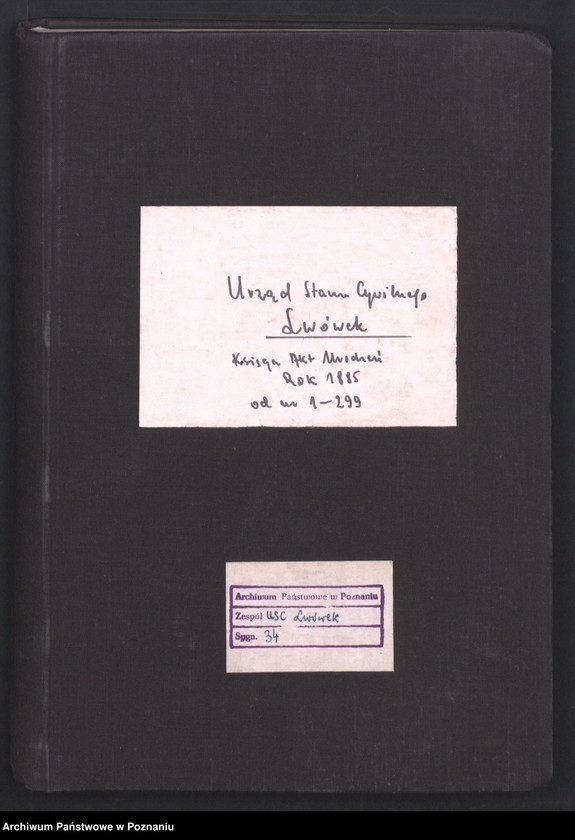 Urząd Stanu Cywilnego
Lwówek
Księga Akt Urodzeń
Rok 1885
od nr 1-299
Archiwum Państwowe w Poznaniu
Zespół USC Lwówek
Sygn. 34
Archiwum Państwowe w Poznaniu